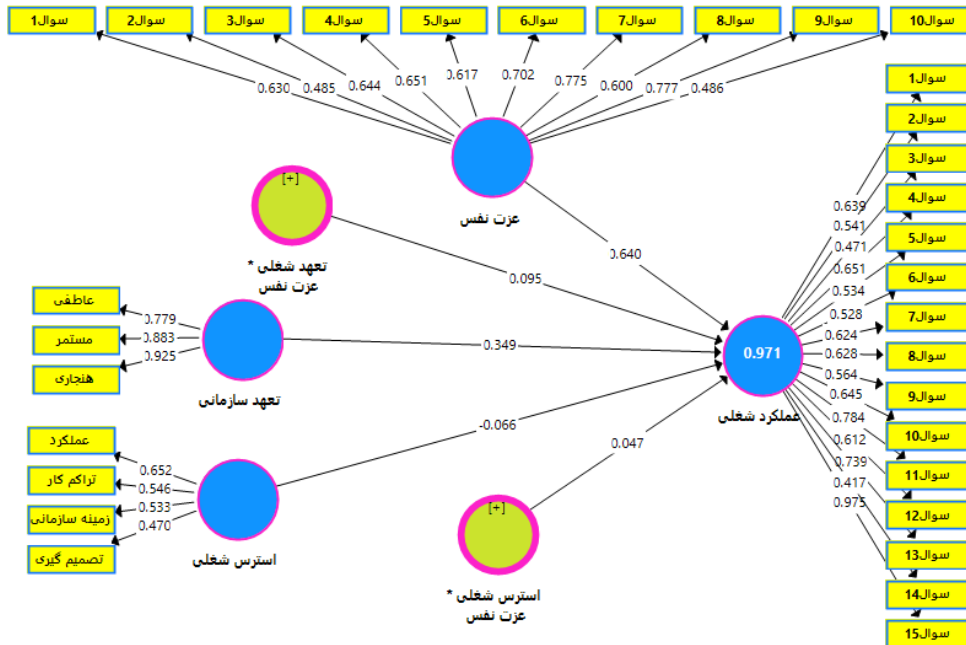 سوال1 سوال2 سوال3 سوال4 سوال5 سوال6 سوال7 سوال8 سوال9 سوال10
0.630 0.485 0.644 0.651 0.617 0.702 0.775 0.600 0.777 0.486
عزت نفس
[+]
تعهد شغلی *
عزت نفس
0.640
0.095
عاطفی
مستمر
هنجاری
0.779
0.883
0.925
تعهد سازمانی
0.349
عملکرد
تراکم کار
زمینه سازمانی
تصمیم گیری
0.652
0.546
0.533
0.470
استرس شغلی
-0.066
[+]
استرس شغلی *
عزت نفس
0.047
0.971
عملکرد شغلی
0.639
0.541
0.471
0.651
0.534
0.528
0.624
0.628
0.564
0.645
0.784
0.612
0.739
0.417
0.975
سوال1
سوال2
سوال3
سوال4
سوال5
سوال6
سوال7
سوال8
سوال9
سوال10
سوال11
سوال12
سوال13
سوال14
سوال15